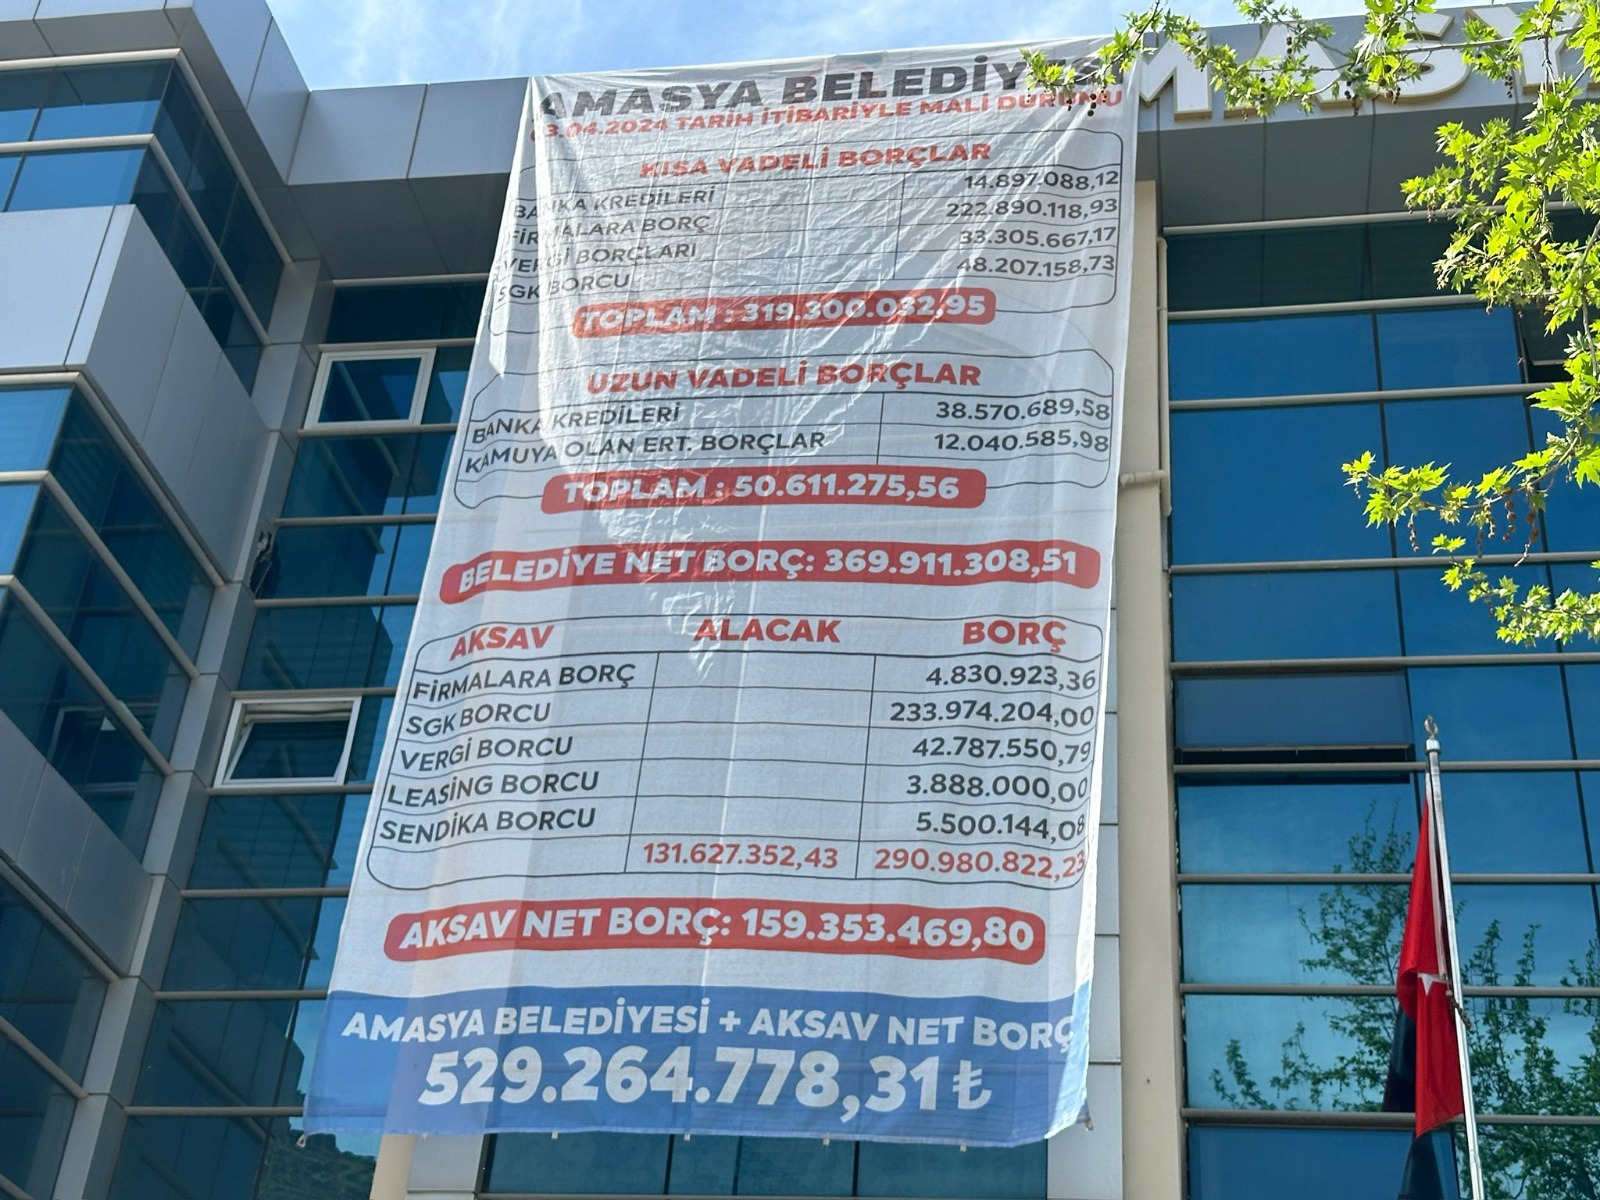 AMASYA BELEDİYESİ
03.04.2024 TARİH İTİBARİYLE MALİ DURUMU
KISA VADELİ BORÇLAR
BANKA KREDİLERİ 14.897.088,12
FİRMALARA BORÇ 222.890.118,93
VERGİ BORÇLARI 33.305.667,17
SGK BORCU 48.207.158,73
TOPLAM : 319.300.032,95
UZUN VADELİ BORÇLAR
BANKA KREDİLERİ 38.570.689,58
KAMUYA OLAN ERT. BORÇLAR 12.040.585,98
TOPLAM : 50.611.275,56
BELEDİYE NET BORÇ: 369.911.308,51
AKSAV ALACAK BORÇ
FİRMALARA BORÇ 4.830.923,36
SGK BORCU 233.974.204,00
VERGİ BORCU 42.787.550,79
LEASİNG BORCU 3.888.000,00
SENDİKA BORCU 5.500.144,08
131.627.352,43 290.980.822,23
AKSAV NET BORÇ: 159.353.469,80
AMASYA BELEDİYESİ + AKSAV NET BORÇ
529.264.778,31 ₺